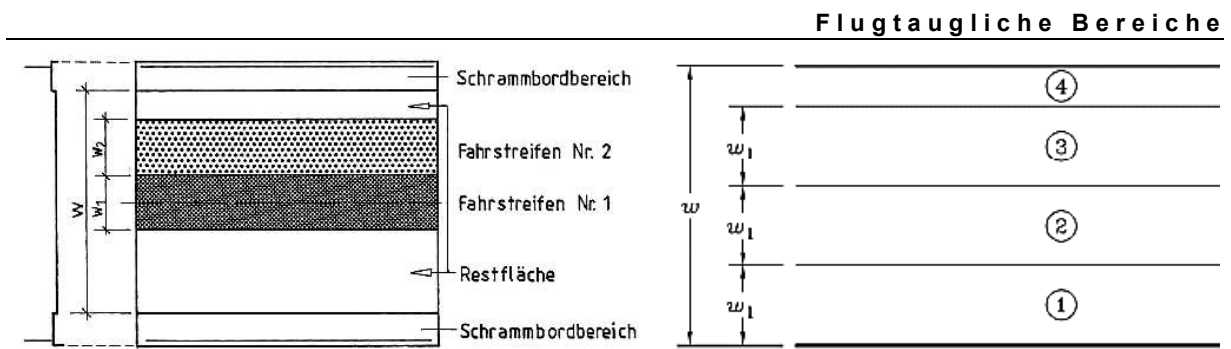 Flugtaugliche Bereiche
Schrammbordbereich
Fahrstreifen Nr. 2
Fahrstreifen Nr. 1
Restfläche
Schrammbordbereich
w
w₂
w₁
w
w₁
w₁
w₁
4
3
2
1